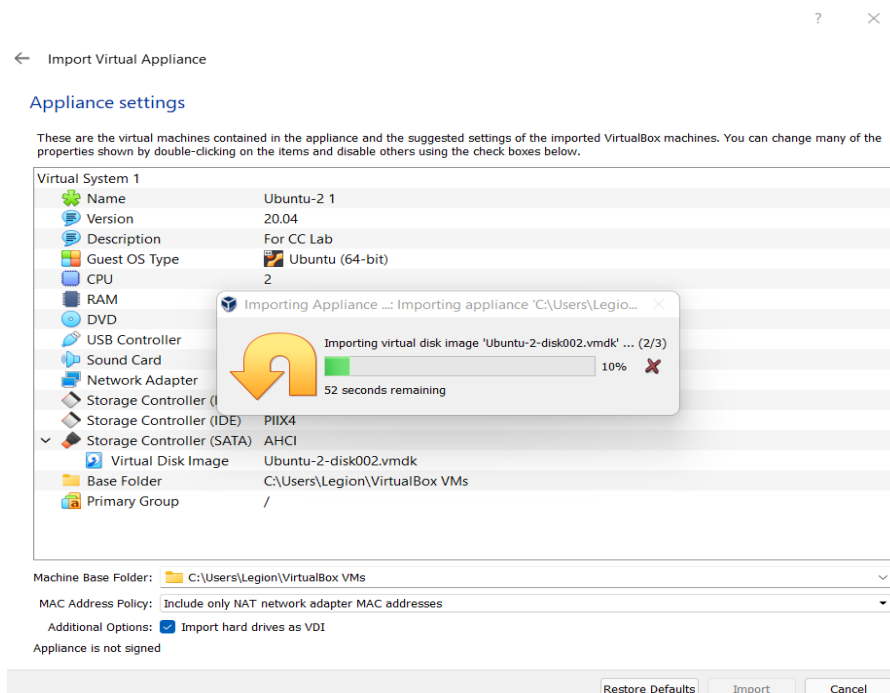 ?
Import Virtual Appliance
Appliance settings
These are the virtual machines contained in the appliance and the suggested settings of the imported VirtualBox machines. You can change many of the
properties shown by double-clicking on the items and disable others using the check boxes below.
Virtual System 1
Name Ubuntu-2 1
Version 20.04
Description For CC Lab
Guest OS Type Ubuntu (64-bit)
CPU 2
RAM
DVD
USB Controller
Sound Card
Network Adapter
Storage Controller (I
Importing Appliance ...: Importing appliance 'C:\Users\Legio...
Importing virtual disk image 'Ubuntu-2-disk002.vmdk' ... (2/3)
10%
52 seconds remaining
Storage Controller (IDE) PIIX4
Storage Controller (SATA) AHCI
Virtual Disk Image Ubuntu-2-disk002.vmdk
Base Folder C:\Users\Legion\VirtualBox VMs
Primary Group /
Machine Base Folder: C:\Users\Legion\VirtualBox VMs
MAC Address Policy: Include only NAT network adapter MAC addresses
Additional Options: Import hard drives as VDI
Appliance is not signed
Restore Defaults Import Cancel